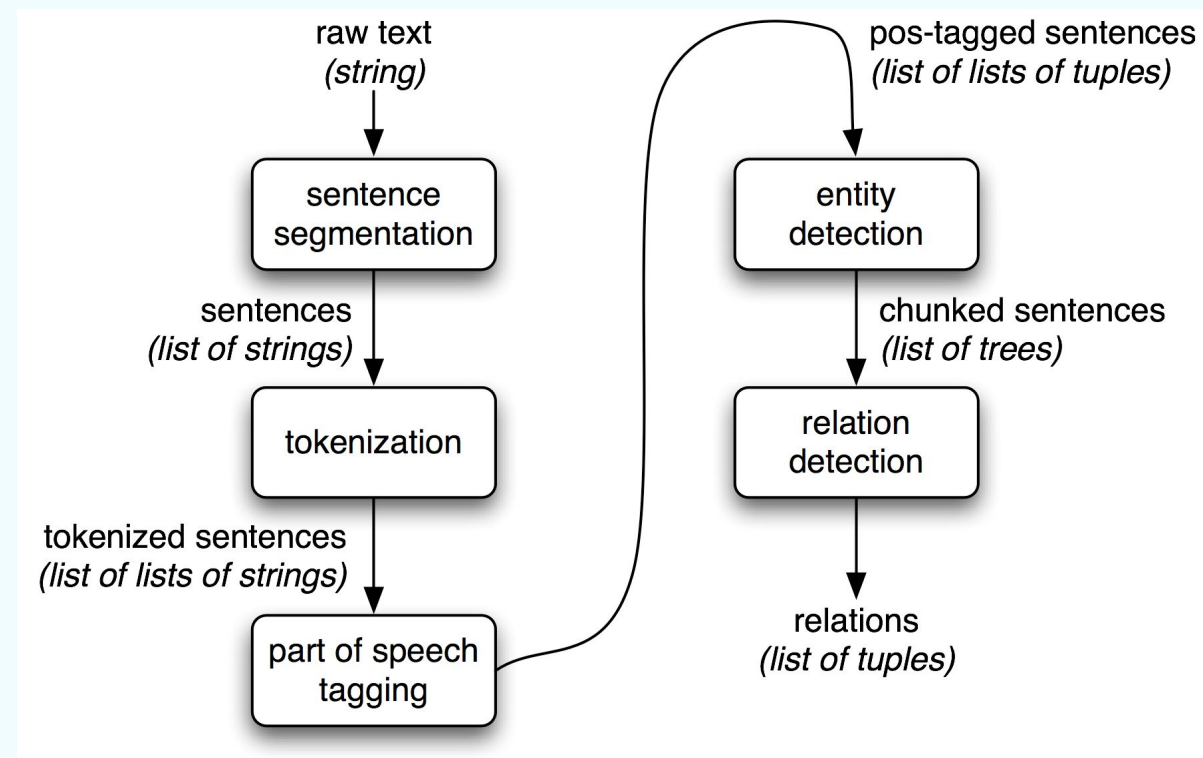 raw text
(string)
sentence
segmentation
sentences
(list of strings)
tokenization
tokenized sentences
(list of lists of strings)
part of speech
tagging
pos-tagged sentences
(list of lists of tuples)
entity
detection
chunked sentences
(list of trees)
relation
detection
relations
(list of tuples)